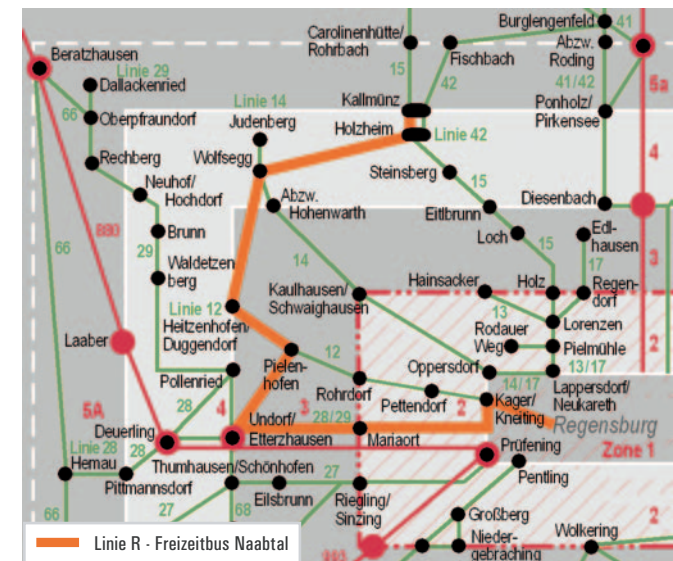 Burglengenfeld
41
Carolinenhütte/
Rohrbach
Abzw.
Roding
Fischbach
Beratzhausen
Linie 29
Dallackenried
15
42
41/42
5a
Linie 14
Kallmünz
Ponholz/
Pirkensee
66
Oberpfraundorf
Judenberg
Holzheim
Linie 42
4
Rechberg
Wolfsegg
Steinsberg
15
Neuhof/
Hochdorf
Abzw.
Hohenwarth
Eitlbrunn
Diesenbach
66
880
29
Brunn
Loch
15
Edl-
hausen
3
Waldetzen
berg
14
17
Kaulhausen/
Schwaighausen
Hainsacker
Holz
Regen-
dorf
Linie 12
Heitzenhofen/
Duggendorf
13
Rodauer
Weg
Lorenzen
Laaber
Pielen-
hofen
12
Pielmühle
2
Pollenried
Oppersdorf
13/17
Rohrdorf
14/17
Lappersdorf/
Neukareth
5A
28
4
3
Pettendorf
Kager/
Kneiting
Undorf/
Etterzhausen
28/29
2
Regensburg
Deuerling
Mariaort
Linie 28
Hemau
28
Prüfening
Zone 1
Pittmannsdorf
Thumhausen/Schönhofen
27
Pentling
66
27
68
Eilsbrunn
Riegling/
Sinzing
Großberg
2
Wolkering
Nieder-
gebraching
993
Linie R - Freizeitbus Naabtal